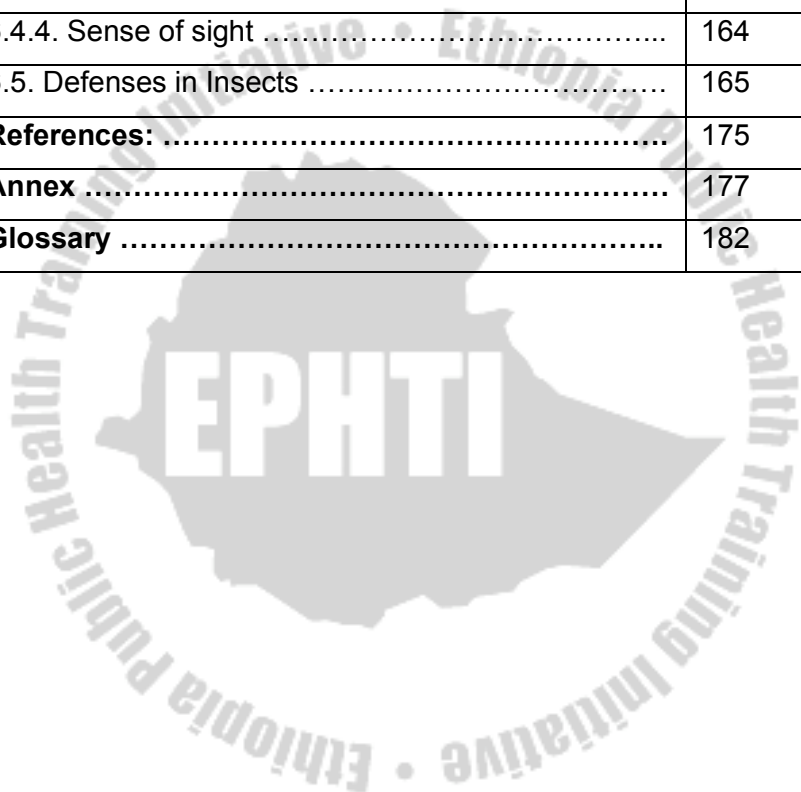 .4.4. Sense of sight …………………………………... 164
.5. Defenses in Insects ……………………………… 165
References: ……………………………………………. 175
Annex …………………………………………………. 177
Glossary ……………………………………………….. 182
EPHTI
Ethiopia Public Health Training Initiative • Ethiopia Public Health Training Initiative •